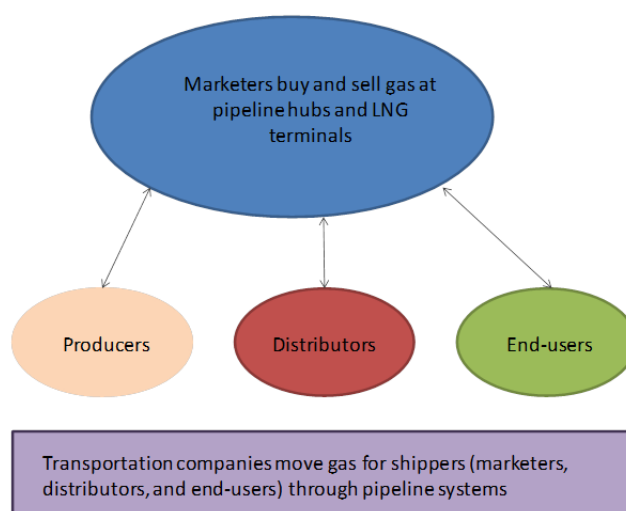 Marketers buy and sell gas at
pipeline hubs and LNG
terminals
Producers
Distributors
End-users
Transportation companies move gas for shippers (marketers,
distributors, and end-users) through pipeline systems